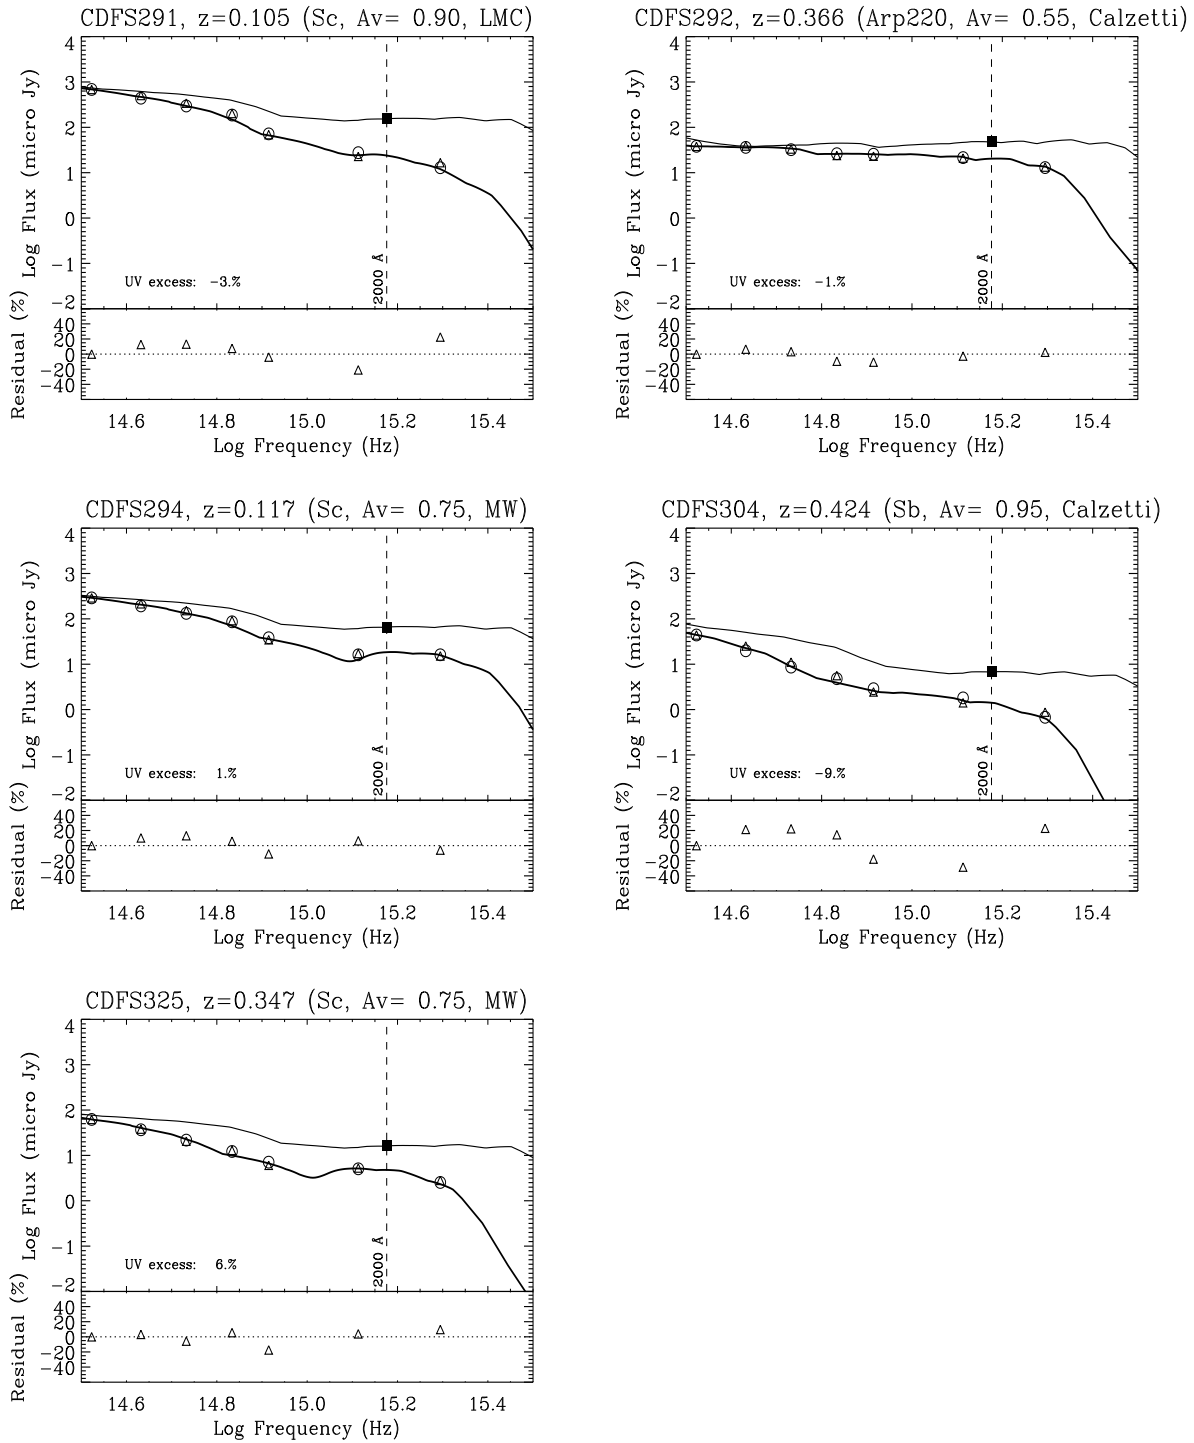 CDFS291, z=0.105 (Sc, Av= 0.90, LMC)
4
3
2
1
0
−1
−2
Log Flux (micro Jy)
UV excess: −3.%
2000 Å
40
20
0
−20
−40
Residual (%)
14.6 14.8 15.0 15.2 15.4
Log Frequency (Hz)
CDFS292, z=0.366 (Arp220, Av= 0.55, Calzetti)
4
3
2
1
0
−1
−2
Log Flux (micro Jy)
UV excess: −1.%
2000 Å
40
20
0
−20
−40
Residual (%)
14.6 14.8 15.0 15.2 15.4
Log Frequency (Hz)
CDFS294, z=0.117 (Sc, Av= 0.75, MW)
4
3
2
1
0
−1
−2
Log Flux (micro Jy)
UV excess: 1.%
2000 Å
40
20
0
−20
−40
Residual (%)
14.6 14.8 15.0 15.2 15.4
Log Frequency (Hz)
CDFS304, z=0.424 (Sb, Av= 0.95, Calzetti)
4
3
2
1
0
−1
−2
Log Flux (micro Jy)
UV excess: −9.%
2000 Å
40
20
0
−20
−40
Residual (%)
14.6 14.8 15.0 15.2 15.4
Log Frequency (Hz)
CDFS325, z=0.347 (Sc, Av= 0.75, MW)
4
3
2
1
0
−1
−2
Log Flux (micro Jy)
UV excess: 6.%
2000 Å
40
20
0
−20
−40
Residual (%)
14.6 14.8 15.0 15.2 15.4
Log Frequency (Hz)